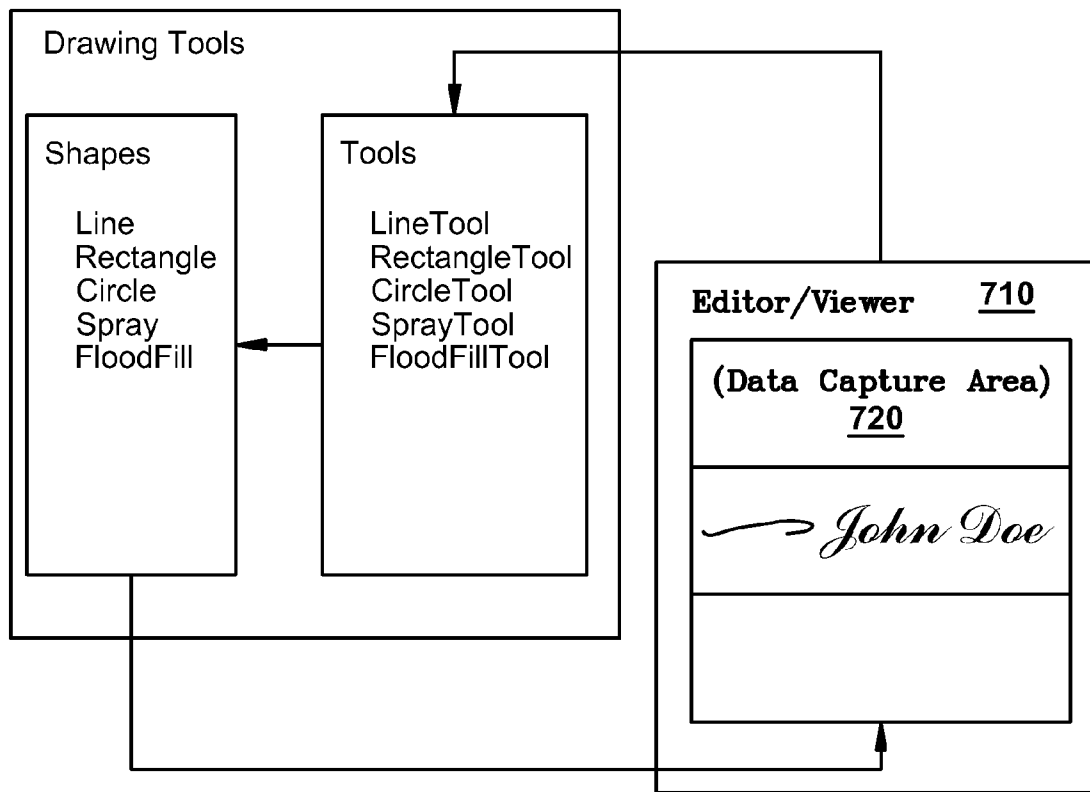 Drawing Tools
Shapes
Line
Rectangle
Circle
Spray
FloodFill
Tools
LineTool
RectangleTool
CircleTool
SprayTool
FloodFillTool
Editor/Viewer 710
(Data Capture Area)
720
John Doe